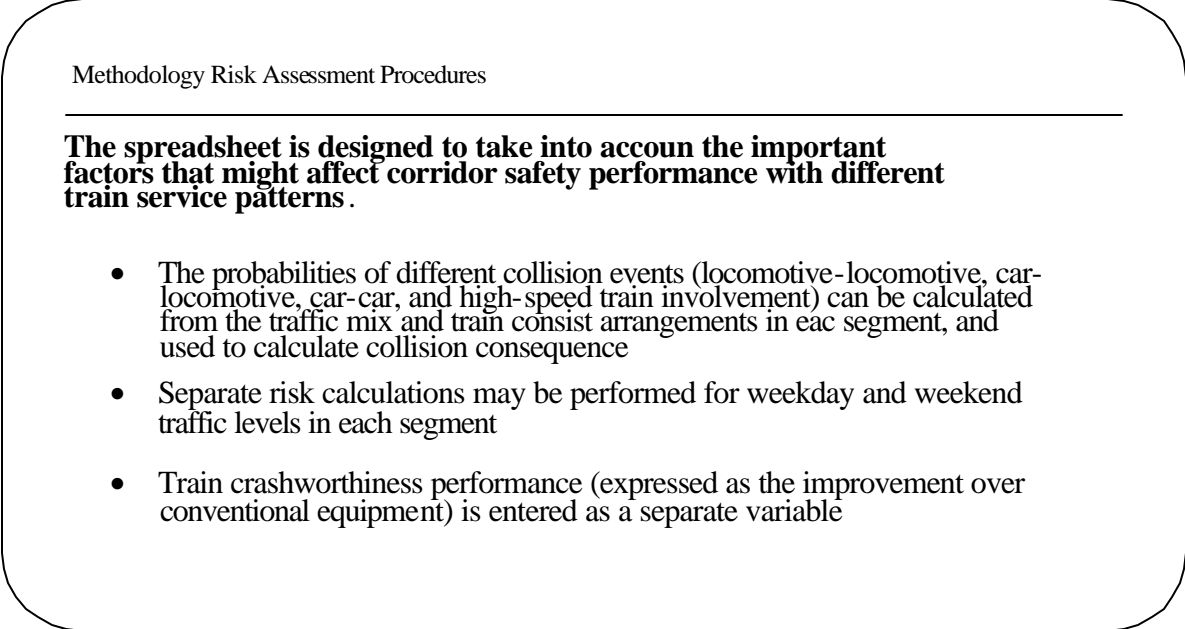 Methodology Risk Assessment Procedures
The spreadsheet is designed to take into accoun the important
factors that might affect corridor safety performance with different
train service patterns.
• The probabilities of different collision events (locomotive-locomotive, car-
locomotive, car-car, and high-speed train involvement) can be calculated
from the traffic mix and train consist arrangements in eac segment, and
used to calculate collision consequence
• Separate risk calculations may be performed for weekday and weekend
traffic levels in each segment
• Train crashworthiness performance (expressed as the improvement over
conventional equipment) is entered as a separate variable